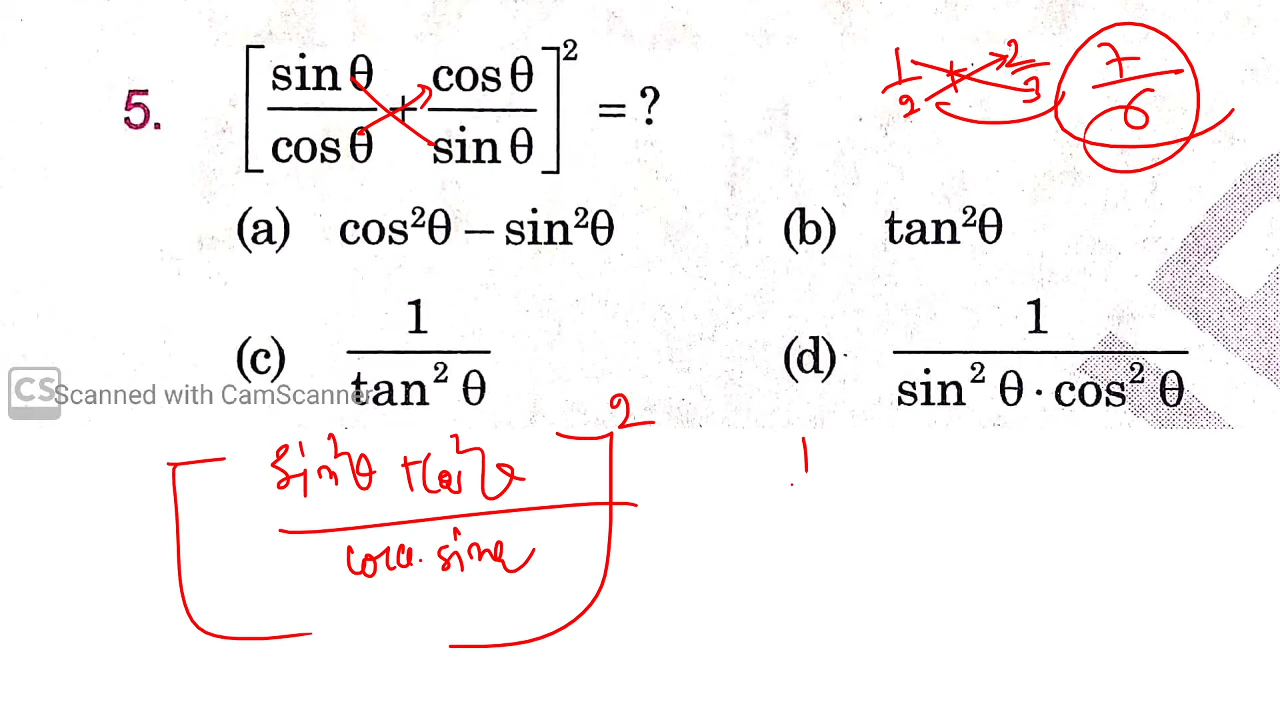 5. [sin θ / cos θ + cos θ / sin θ]² = ?
1/2 + 2/3 7/6
(a) cos²θ – sin²θ (b) tan²θ
(c) 1 / tan² θ (d) 1 / sin² θ · cos² θ
CS Scanned with CamScanner
[sin²θ + cos²θ / cosθ · sinθ]²
1